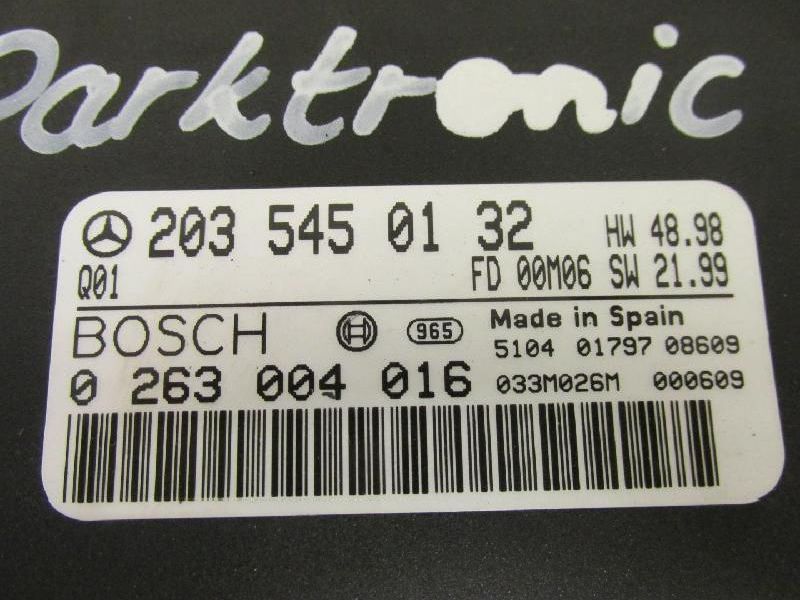 Parktronic
203 545 01 32 HW 48.98
Q01 FD 00M06 SW 21.99
BOSCH 965 Made in Spain
5104 01797 08609
0 263 004 016 033M026M 000609